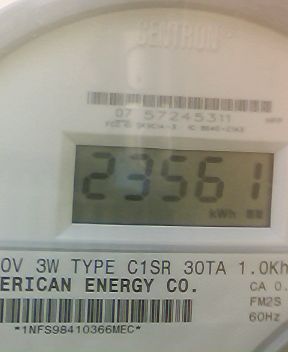 CENTRON
07 57245311
23561
kWh
0V 3W TYPE C1SR 30TA 1.0Kh
ERICAN ENERGY CO.
CA 0.
FM2S
60Hz
*1NFS98410366MEC*